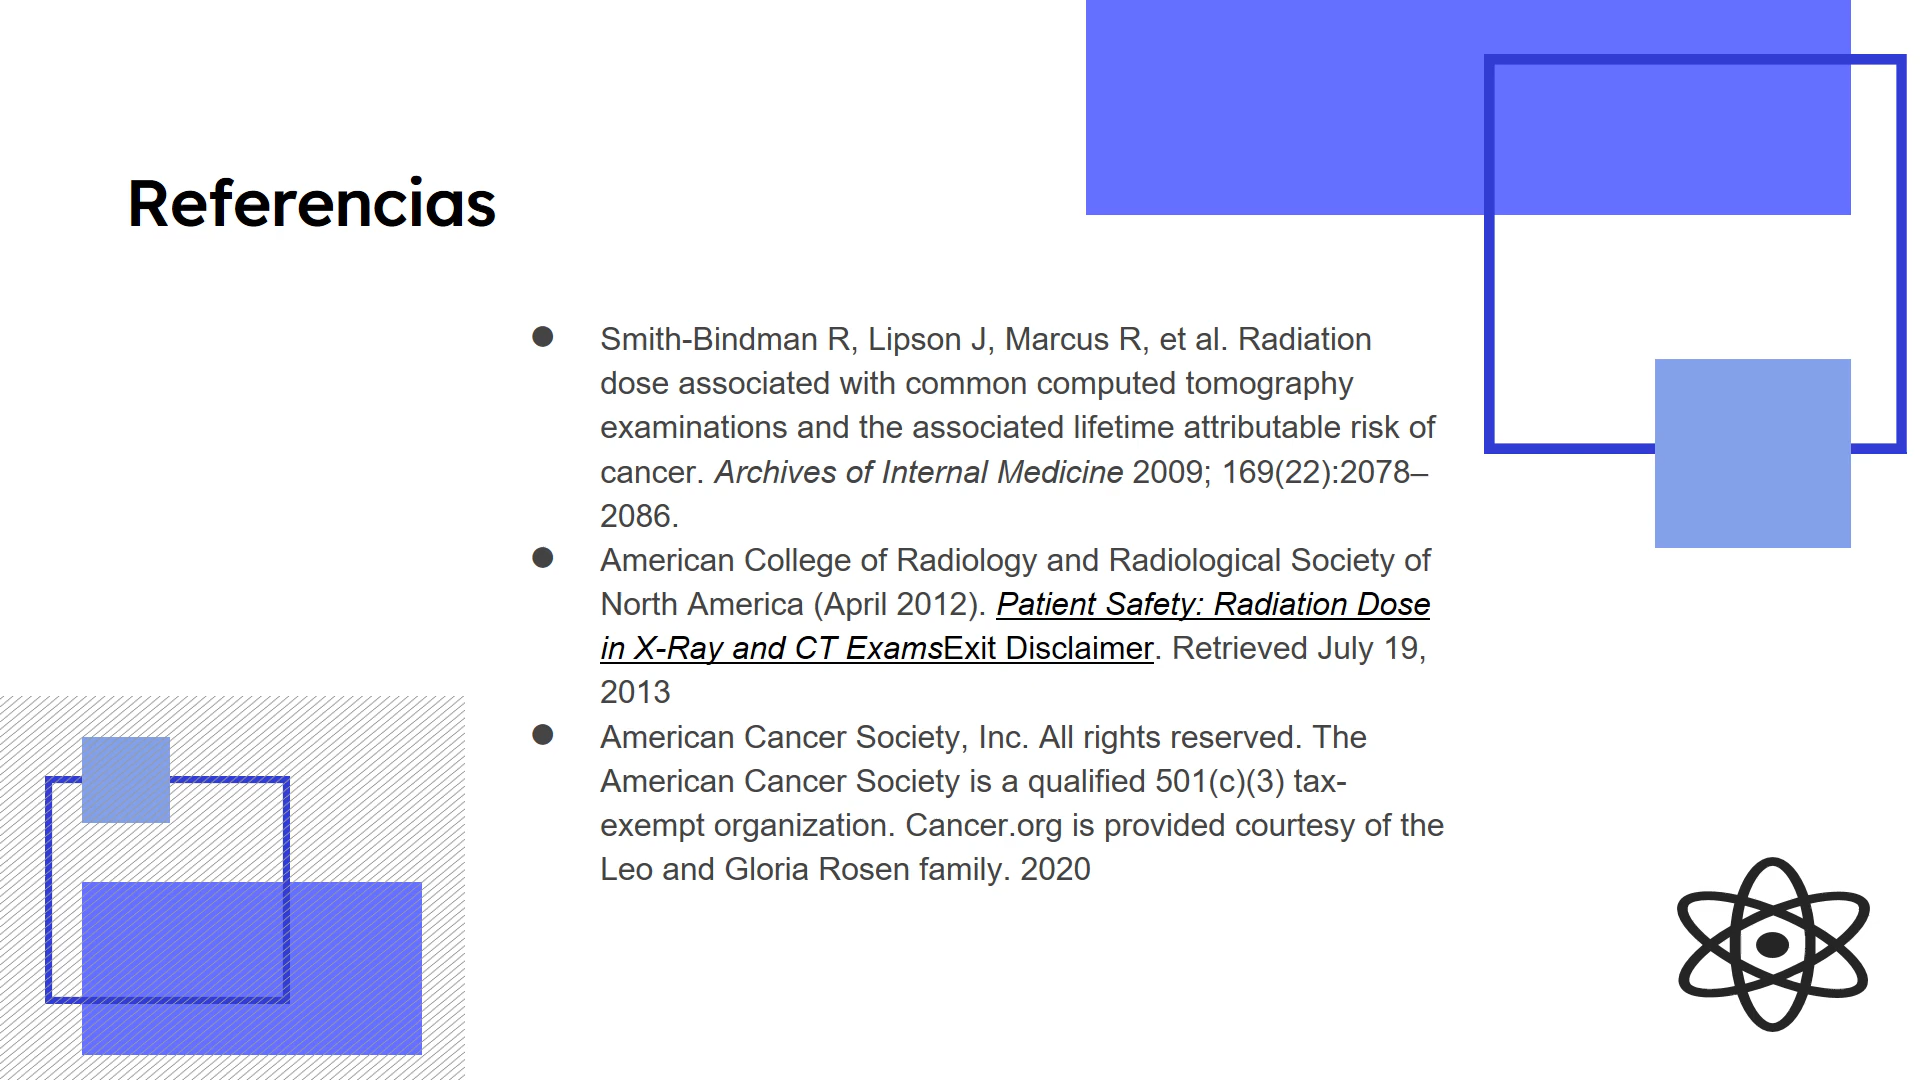 Referencias
● Smith-Bindman R, Lipson J, Marcus R, et al. Radiation
dose associated with common computed tomography
examinations and the associated lifetime attributable risk of
cancer. Archives of Internal Medicine 2009; 169(22):2078–
2086.
● American College of Radiology and Radiological Society of
North America (April 2012). Patient Safety: Radiation Dose
in X-Ray and CT ExamsExit Disclaimer. Retrieved July 19,
2013
● American Cancer Society, Inc. All rights reserved. The
American Cancer Society is a qualified 501(c)(3) tax-
exempt organization. Cancer.org is provided courtesy of the
Leo and Gloria Rosen family. 2020